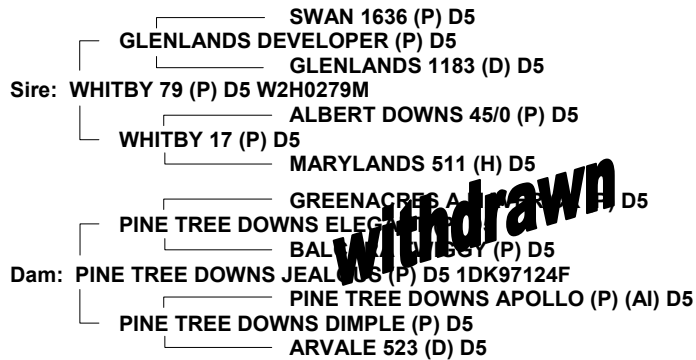 SWAN 1636 (P) D5
GLENLANDS DEVELOPER (P) D5
GLENLANDS 1183 (D) D5
Sire: WHITBY 79 (P) D5 W2H0279M
ALBERT DOWNS 45/0 (P) D5
WHITBY 17 (P) D5
MARYLANDS 511 (H) D5
GREENACRES A D5
PINE TREE DOWNS
(P) D5
Dam: PINE TREE DOWNS JEALOUS (P) D5 1DK97124F
PINE TREE DOWNS APOLLO (P) (AI) D5
PINE TREE DOWNS DIMPLE (P) D5
ARVALE 523 (D) D5
withdrawn